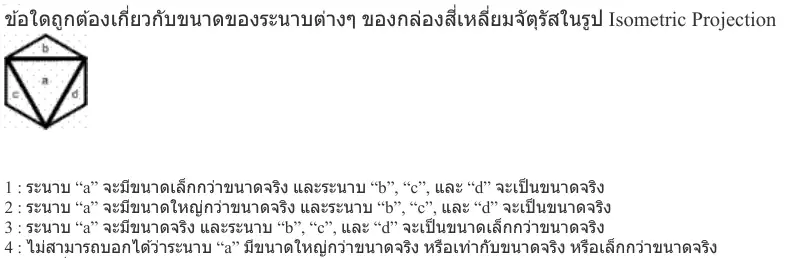 ข้อใดถูกต้องเกี่ยวกับขนาดของระนาบต่างๆ ของกล่องสี่เหลี่ยมจัตุรัสในรูป Isometric Projection
b
a
c d
1 : ระนาบ “a” จะมีขนาดเล็กกว่าขนาดจริง และระนาบ “b”, “c”, และ “d” จะเป็นขนาดจริง
2 : ระนาบ “a” จะมีขนาดใหญ่กว่าขนาดจริง และระนาบ “b”, “c”, และ “d” จะเป็นขนาดจริง
3 : ระนาบ “a” จะมีขนาดจริง และระนาบ “b”, “c”, และ “d” จะเป็นขนาดเล็กกว่าขนาดจริง
4 : ไม่สามารถบอกได้ว่าระนาบ “a” มีขนาดใหญ่กว่าขนาดจริง หรือเท่ากับขนาดจริง หรือเล็กกว่าขนาดจริง